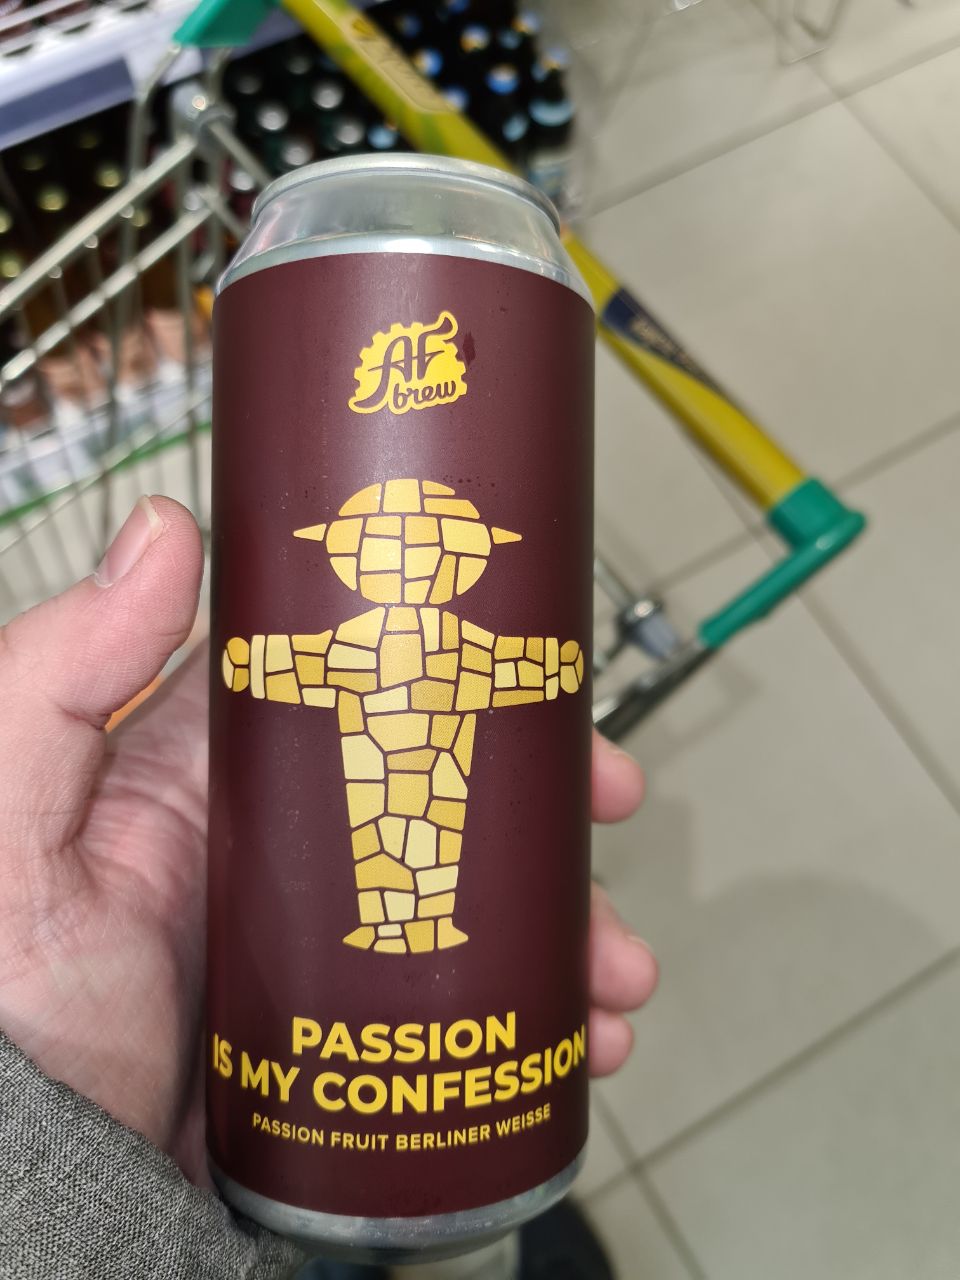 AF
brew
PASSION
IS MY CONFESSION
PASSION FRUIT BERLINER WEISSE